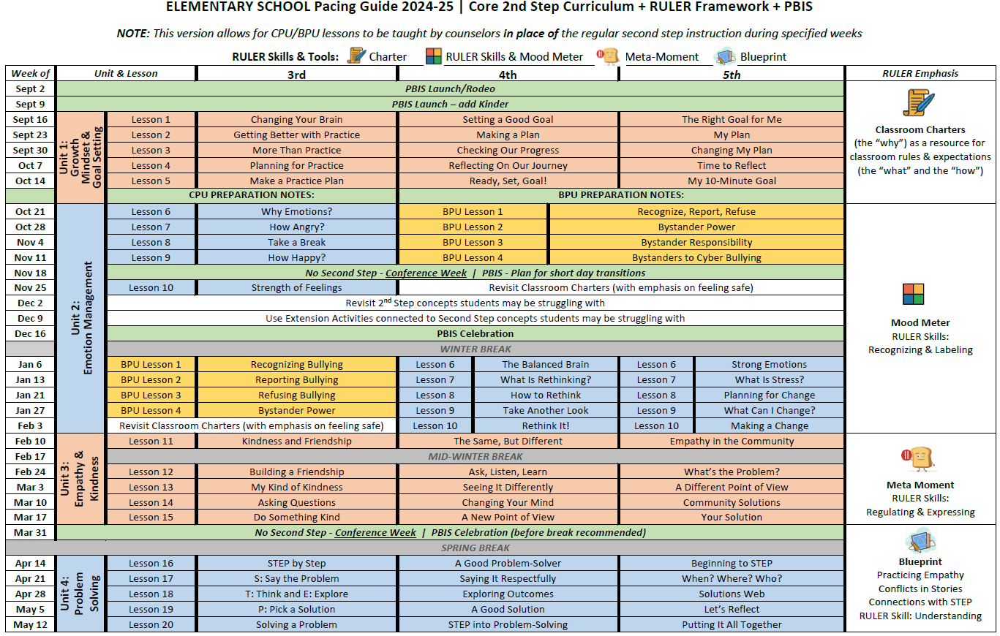 ELEMENTARY SCHOOL Pacing Guide 2024-25 | Core 2nd Step Curriculum + RULER Framework + PBIS
NOTE: This version allows for CPU/BPU lessons to be taught by counselors in place of the regular second step instruction during specified weeks
RULER Skills & Tools: Charter RULER Skills & Mood Meter Meta-Moment Blueprint
Week of Unit & Lesson 3rd 4th 5th RULER Emphasis
Sept 2 PBIS Launch/Rodeo
Sept 9 PBIS Launch – add Kinder
Unit 1: Growth Mindset & Goal Setting
Sept 16 Lesson 1 Changing Your Brain Setting a Good Goal The Right Goal for Me
Sept 23 Lesson 2 Getting Better with Practice Making a Plan My Plan
Sept 30 Lesson 3 More Than Practice Checking Our Progress Changing My Plan
Oct 7 Lesson 4 Planning for Practice Reflecting On Our Journey Time to Reflect
Oct 14 Lesson 5 Make a Practice Plan Ready, Set, Goal! My 10-Minute Goal
Classroom Charters
(the “why”) as a resource for
classroom rules & expectations
(the “what” and the “how”)
CPU PREPARATION NOTES: BPU PREPARATION NOTES:
Unit 2: Emotion Management
Oct 21 Lesson 6 Why Emotions? BPU Lesson 1 Recognize, Report, Refuse
Oct 28 Lesson 7 How Angry? BPU Lesson 2 Bystander Power
Nov 4 Lesson 8 Take a Break BPU Lesson 3 Bystander Responsibility
Nov 11 Lesson 9 How Happy? BPU Lesson 4 Bystanders to Cyber Bullying
Nov 18 No Second Step - Conference Week | PBIS - Plan for short day transitions
Nov 25 Lesson 10 Strength of Feelings Revisit Classroom Charters (with emphasis on feeling safe)
Dec 2 Revisit 2nd Step concepts students may be struggling with
Dec 9 Use Extension Activities connected to Second Step concepts students may be struggling with
Dec 16 PBIS Celebration
WINTER BREAK
Jan 6 BPU Lesson 1 Recognizing Bullying Lesson 6 The Balanced Brain Lesson 6 Strong Emotions
Jan 13 BPU Lesson 2 Reporting Bullying Lesson 7 What Is Rethinking? Lesson 7 What Is Stress?
Jan 21 BPU Lesson 3 Refusing Bullying Lesson 8 How to Rethink Lesson 8 Planning for Change
Jan 27 BPU Lesson 4 Bystander Power Lesson 9 Take Another Look Lesson 9 What Can I Change?
Feb 3 Revisit Classroom Charters (with emphasis on feeling safe) Lesson 10 Rethink It! Lesson 10 Making a Change
Mood Meter
RULER Skills:
Recognizing & Labeling
Unit 3: Empathy & Kindness
Feb 10 Lesson 11 Kindness and Friendship The Same, But Different Empathy in the Community
Feb 17 MID-WINTER BREAK
Feb 24 Lesson 12 Building a Friendship Ask, Listen, Learn What’s the Problem?
Mar 3 Lesson 13 My Kind of Kindness Seeing It Differently A Different Point of View
Mar 10 Lesson 14 Asking Questions Changing Your Mind Community Solutions
Mar 17 Lesson 15 Do Something Kind A New Point of View Your Solution
Meta Moment
RULER Skills:
Regulating & Expressing
Mar 31 No Second Step - Conference Week | PBIS Celebration (before break recommended)
SPRING BREAK
Unit 4: Problem Solving
Apr 14 Lesson 16 STEP by Step A Good Problem-Solver Beginning to STEP
Apr 21 Lesson 17 S: Say the Problem Saying It Respectfully When? Where? Who?
Apr 28 Lesson 18 T: Think and E: Explore Exploring Outcomes Solutions Web
May 5 Lesson 19 P: Pick a Solution A Good Solution Let’s Reflect
May 12 Lesson 20 Solving a Problem STEP into Problem-Solving Putting It All Together
Blueprint
Practicing Empathy
Conflicts in Stories
Connections with STEP
RULER Skill: Understanding